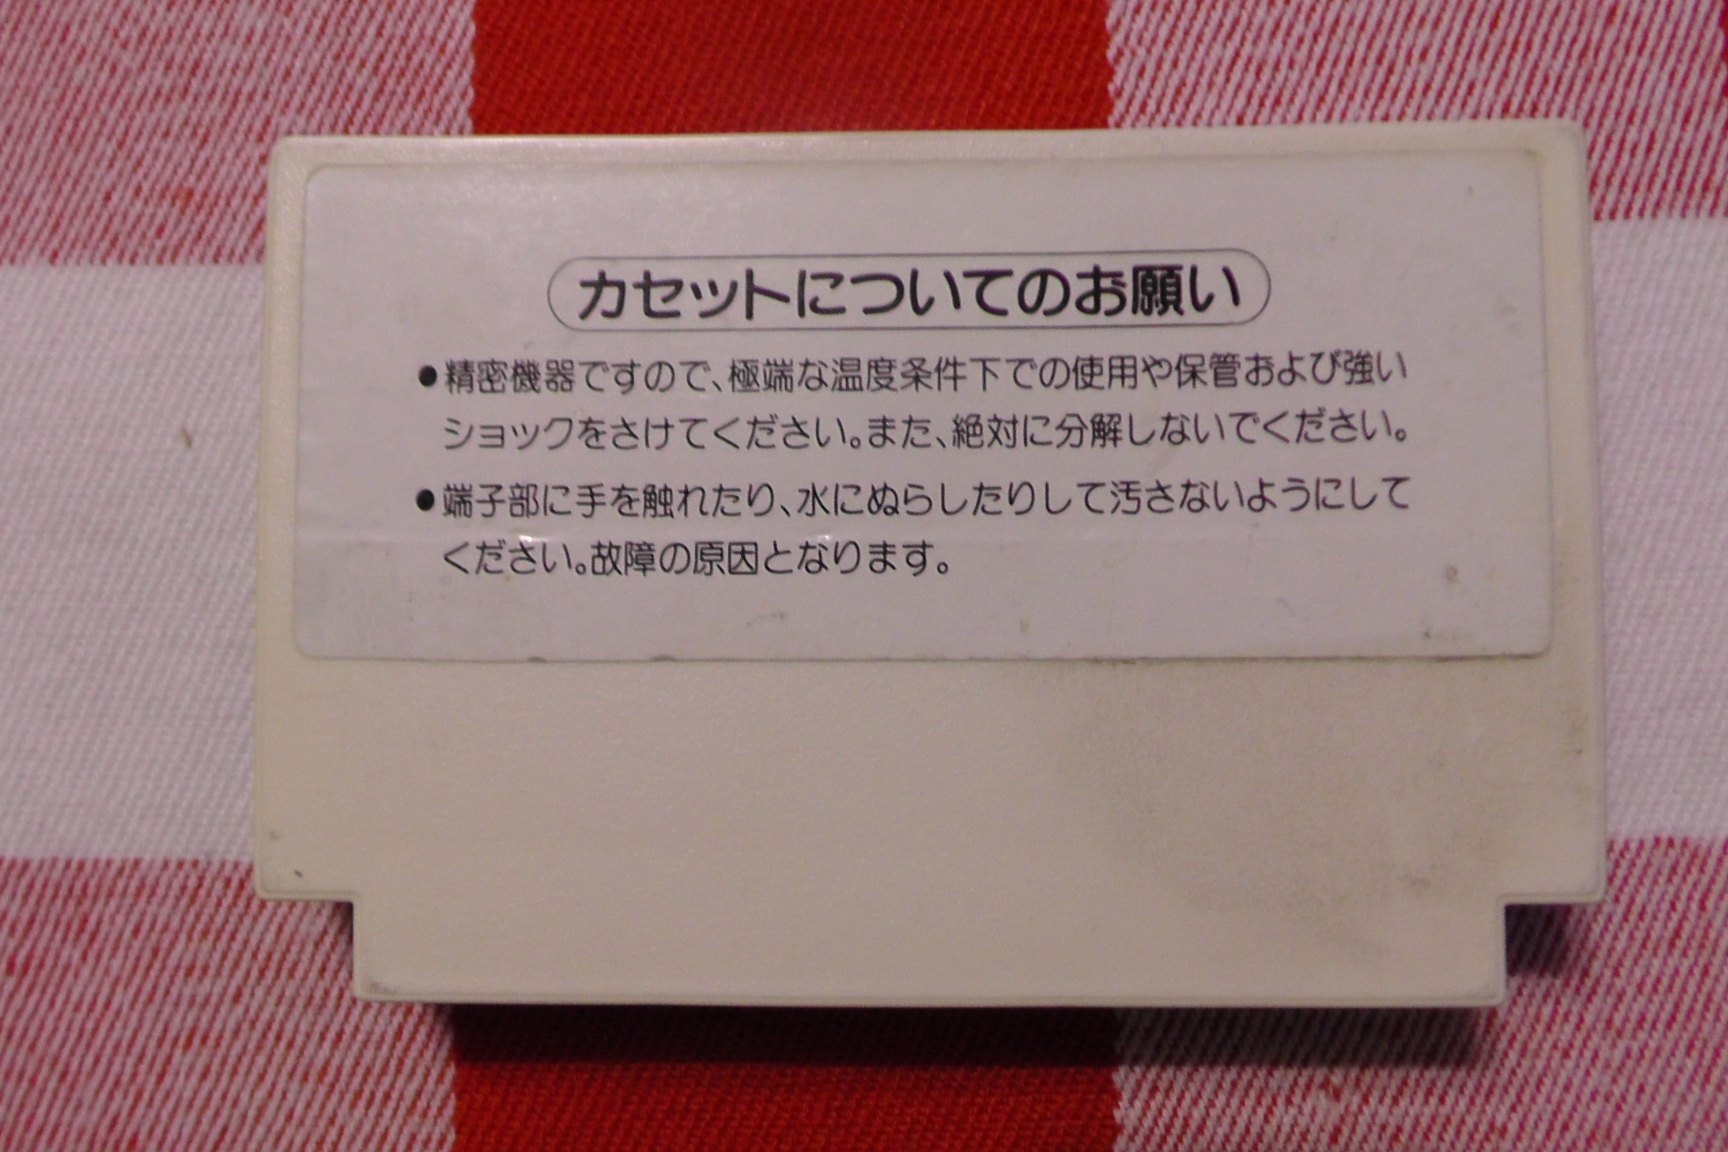 カセットについてのお願い
●精密機器ですので、極端な温度条件下での使用や保管および強い
ショックをさけてください。また、絶対に分解しないでください。
●端子部に手を触れたり、水にぬらしたりして汚さないようにして
ください。故障の原因となります。